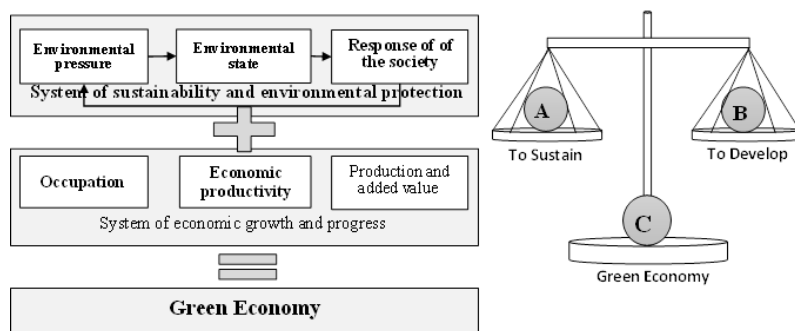 Environmental
pressure
Environmental
state
Response of of
the society
System of sustainability and environmental protection
Occupation
Economic
productivity
Production and
added value
System of economic growth and progress
Green Economy
A
B
To Sustain
To Develop
C
Green Economy